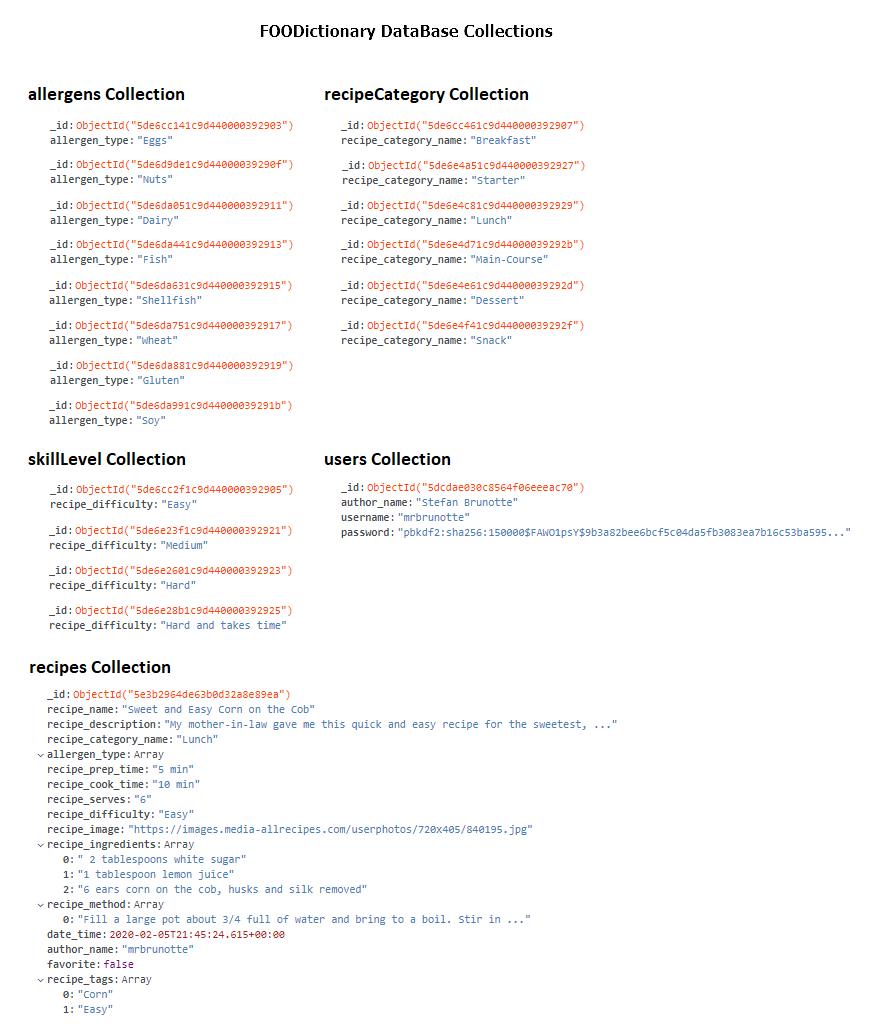 FOODictionary DataBase Collections
allergens Collection
_id: ObjectId("5de6cc141c9d440000392903")
allergen_type: "Eggs"
_id: ObjectId("5de6d9de1c9d44000039290f")
allergen_type: "Nuts"
_id: ObjectId("5de6da051c9d440000392911")
allergen_type: "Dairy"
_id: ObjectId("5de6da441c9d440000392913")
allergen_type: "Fish"
_id: ObjectId("5de6da631c9d440000392915")
allergen_type: "Shellfish"
_id: ObjectId("5de6da751c9d440000392917")
allergen_type: "Wheat"
_id: ObjectId("5de6da881c9d440000392919")
allergen_type: "Gluten"
_id: ObjectId("5de6da991c9d44000039291b")
allergen_type: "Soy"
recipeCategory Collection
_id: ObjectId("5de6cc461c9d440000392907")
recipe_category_name: "Breakfast"
_id: ObjectId("5de6e4a51c9d440000392927")
recipe_category_name: "Starter"
_id: ObjectId("5de6e4c81c9d440000392929")
recipe_category_name: "Lunch"
_id: ObjectId("5de6e4d71c9d44000039292b")
recipe_category_name: "Main-Course"
_id: ObjectId("5de6e4e61c9d44000039292d")
recipe_category_name: "Dessert"
_id: ObjectId("5de6e4f41c9d44000039292f")
recipe_category_name: "Snack"
skillLevel Collection
_id: ObjectId("5de6cc2f1c9d440000392905")
recipe_difficulty: "Easy"
_id: ObjectId("5de6e23f1c9d440000392921")
recipe_difficulty: "Medium"
_id: ObjectId("5de6e2601c9d440000392923")
recipe_difficulty: "Hard"
_id: ObjectId("5de6e28b1c9d440000392925")
recipe_difficulty: "Hard and takes time"
users Collection
_id: ObjectId("5dcdae030c8564f06eeeac70")
author_name: "Stefan Brunotte"
username: "mrbrunotte"
password: "pbkdf2:sha256:150000$FAWO1psY$9b3a82bee6bcf5c04da5fb3083ea7b16c53ba595..."
recipes Collection
_id: ObjectId("5e3b2964de63b0d32a8e89ea")
recipe_name: "Sweet and Easy Corn on the Cob"
recipe_description: "My mother-in-law gave me this quick and easy recipe for the sweetest, ..."
recipe_category_name: "Lunch"
allergen_type: Array
recipe_prep_time: "5 min"
recipe_cook_time: "10 min"
recipe_serves: "6"
recipe_difficulty: "Easy"
recipe_image: "https://images.media-allrecipes.com/userphotos/720x405/840195.jpg"
recipe_ingredients: Array
0: " 2 tablespoons white sugar"
1: "1 tablespoon lemon juice"
2: "6 ears corn on the cob, husks and silk removed"
recipe_method: Array
0: "Fill a large pot about 3/4 full of water and bring to a boil. Stir in ..."
date_time: 2020-02-05T21:45:24.615+00:00
author_name: "mrbrunotte"
favorite: false
recipe_tags: Array
0: "Corn"
1: "Easy"